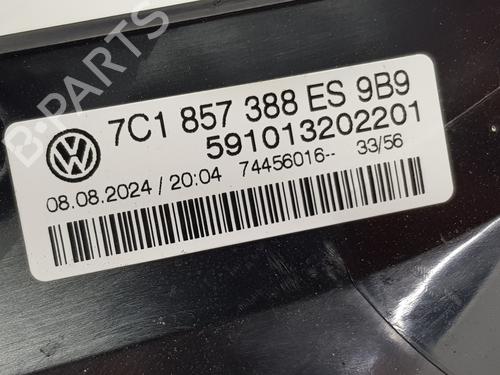 B-PARTS
7C1 857 388 ES 9B9
591013202201
08.08.2024 / 20:04 74456016-- 33/56